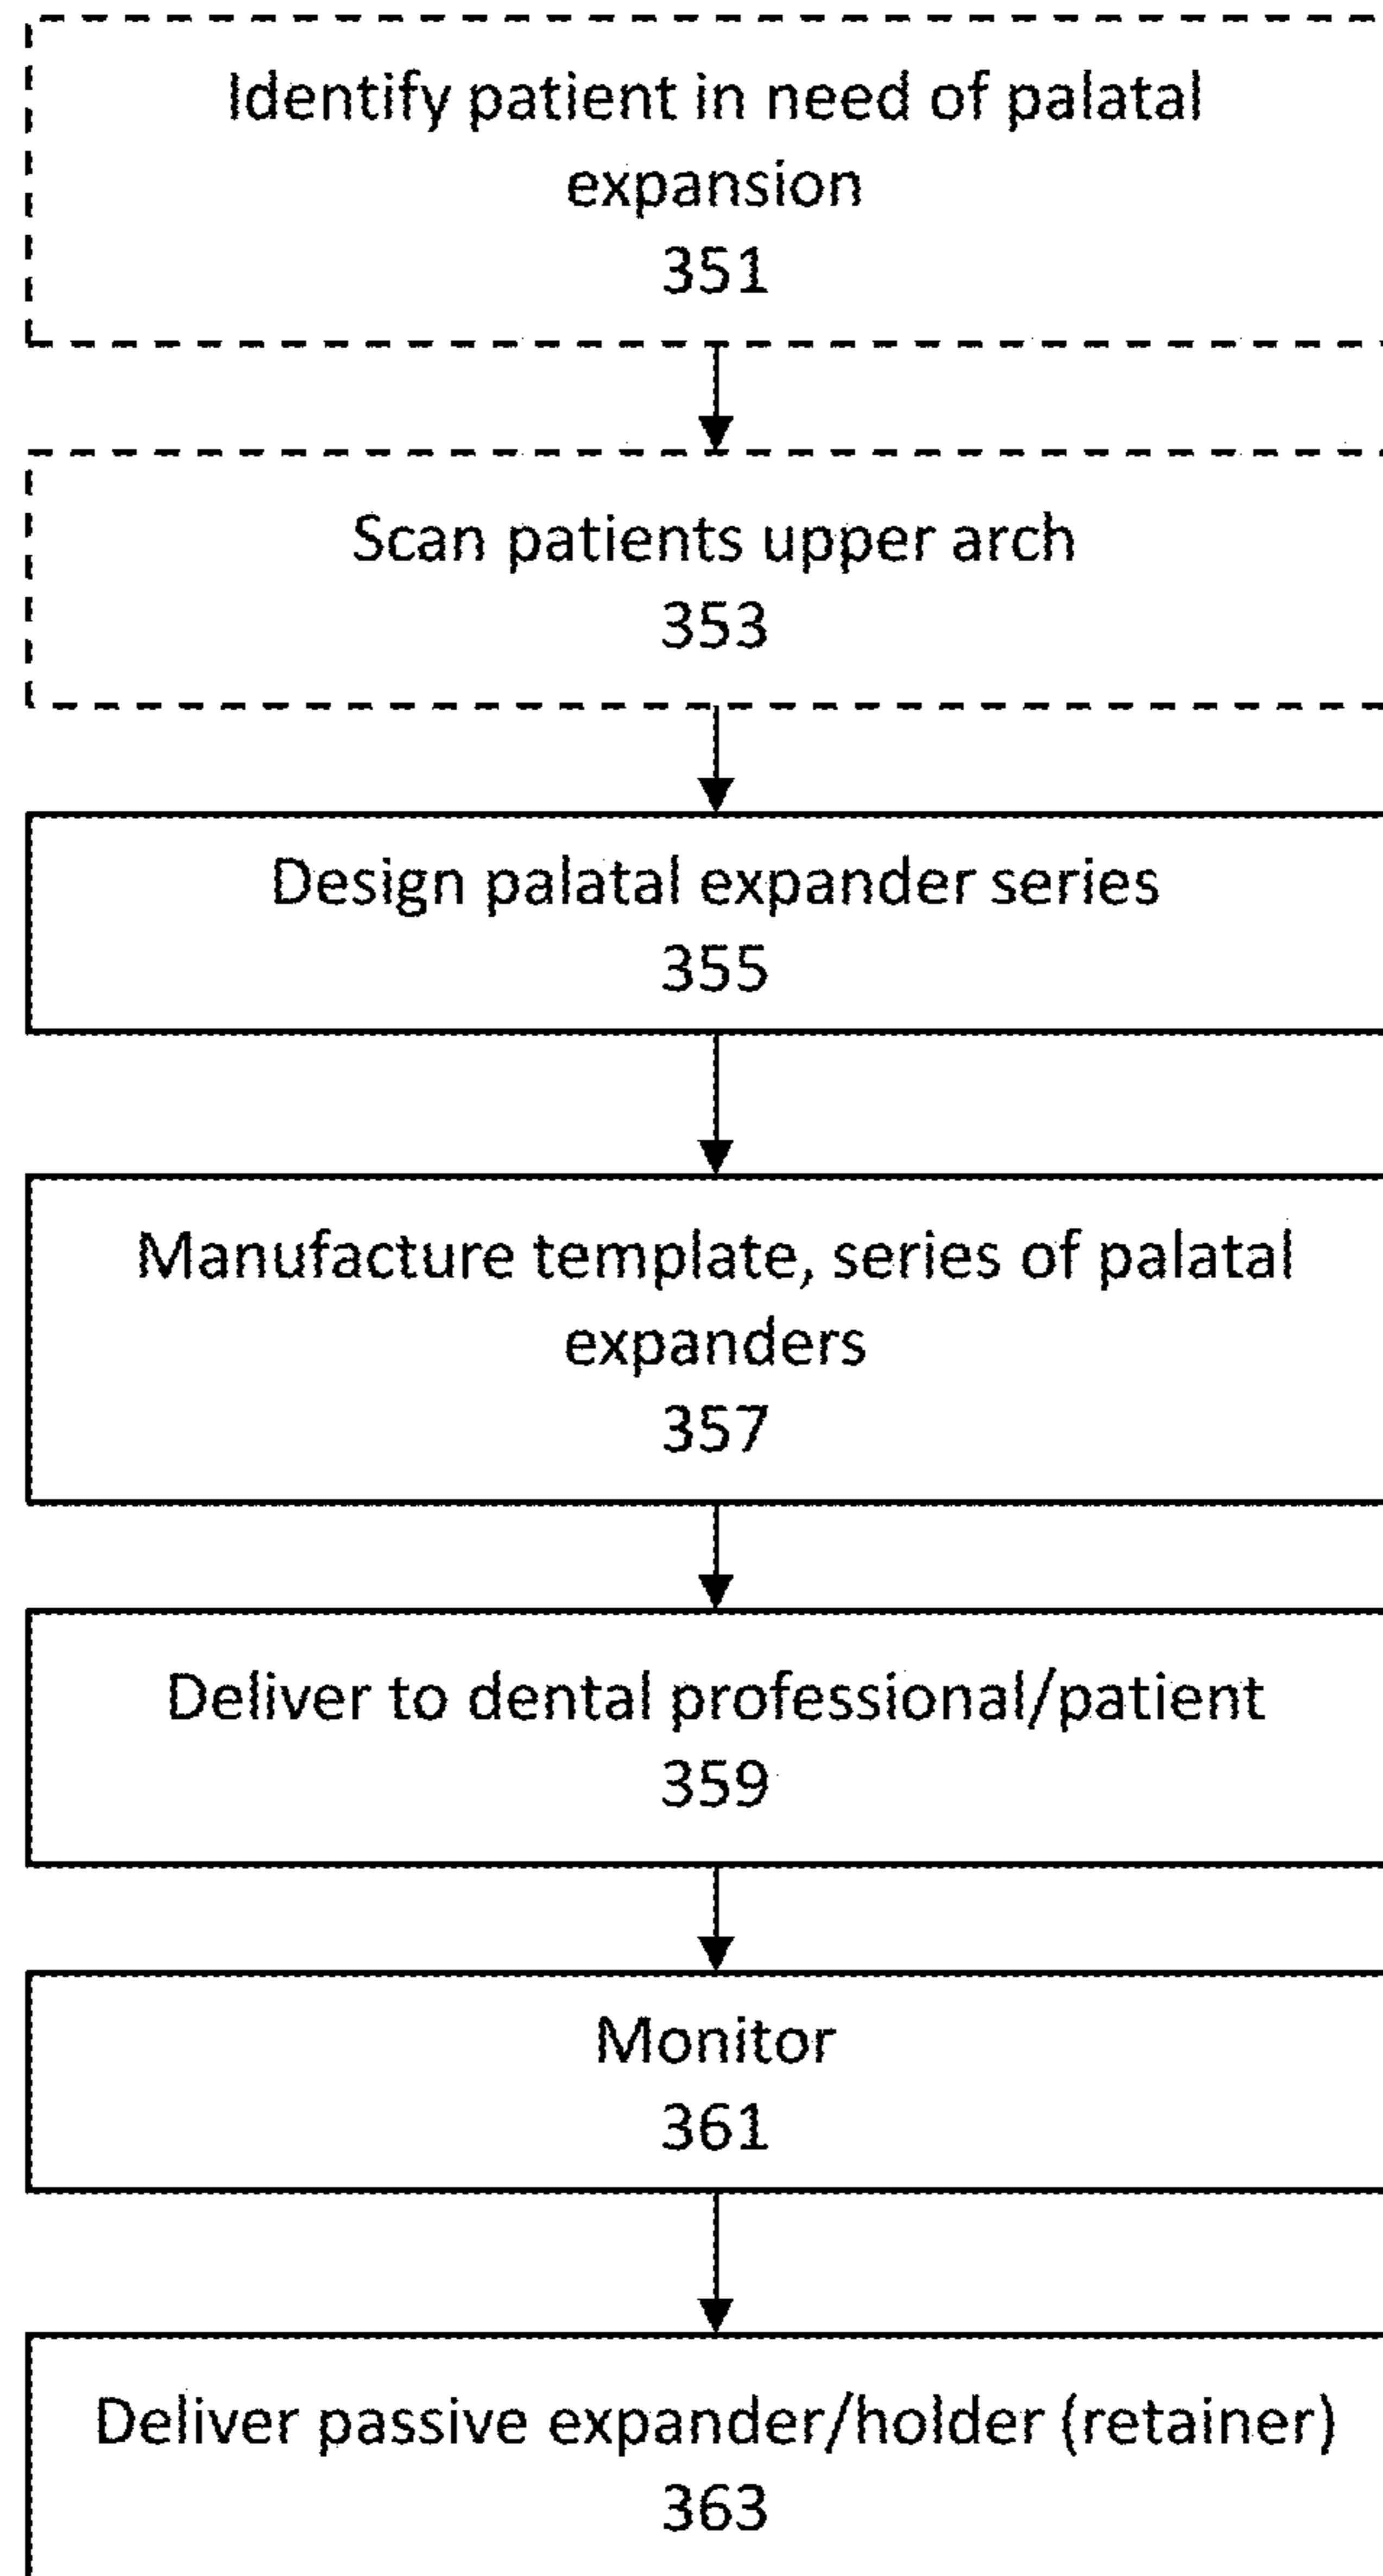 Identify patient in need of palatal
expansion
351
Scan patients upper arch
353
Design palatal expander series
355
Manufacture template, series of palatal
expanders
357
Deliver to dental professional/patient
359
Monitor
361
Deliver passive expander/holder (retainer)
363